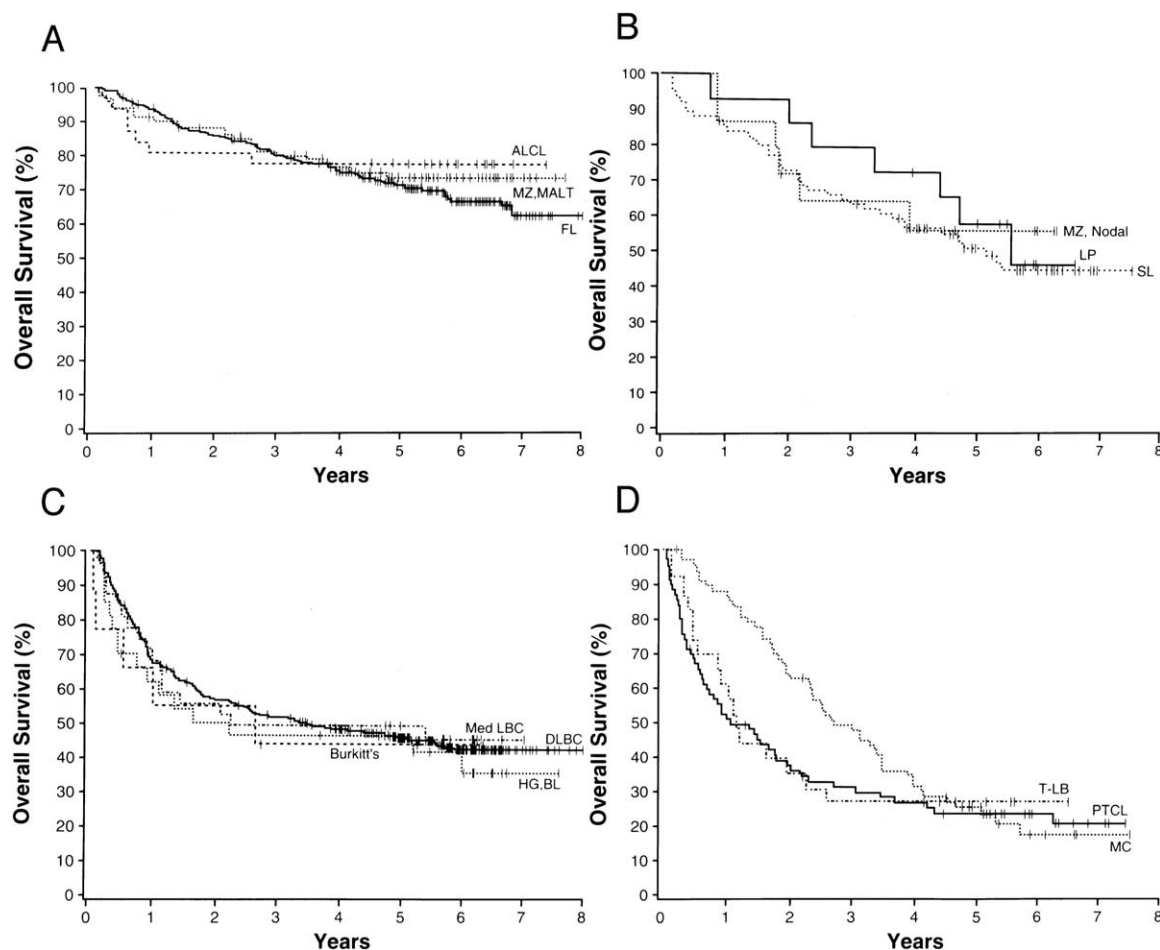 A
Overall Survival (%)
100
90
80
70
60
50
40
30
20
10
0
ALCL
MZ,MALT
FL
0 1 2 3 4 5 6 7 8
Years
B
Overall Survival (%)
100
90
80
70
60
50
40
30
20
10
0
MZ, Nodal
LP
SL
0 1 2 3 4 5 6 7 8
Years
C
Overall Survival (%)
100
90
80
70
60
50
40
30
20
10
0
Med LBC
DLBC
Burkitt's
HG,BL
0 1 2 3 4 5 6 7 8
Years
D
Overall Survival (%)
100
90
80
70
60
50
40
30
20
10
0
T-LB
PTCL
MC
0 1 2 3 4 5 6 7 8
Years